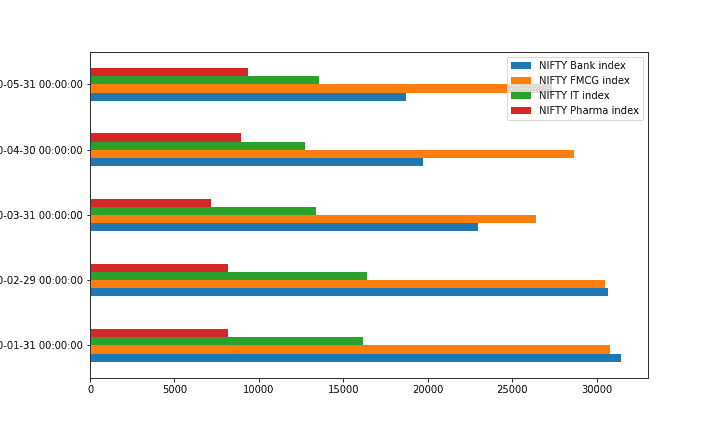 NIFTY Bank index
NIFTY FMCG index
NIFTY IT index
NIFTY Pharma index
0-05-31 00:00:00
0-04-30 00:00:00
0-03-31 00:00:00
0-02-29 00:00:00
0-01-31 00:00:00
0 5000 10000 15000 20000 25000 30000